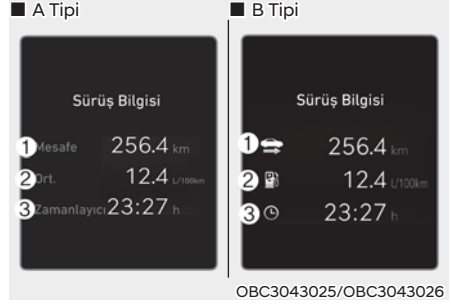 ■ A Tipi
■ B Tipi
Sürüş Bilgisi
1 Mesafe 256.4 km
2 Ort. 12.4 L/100km
3 Zamanlayıcı 23:27 h
Sürüş Bilgisi
1 256.4 km
2 12.4 L/100km
3 23:27 h
OBC3043025/OBC3043026